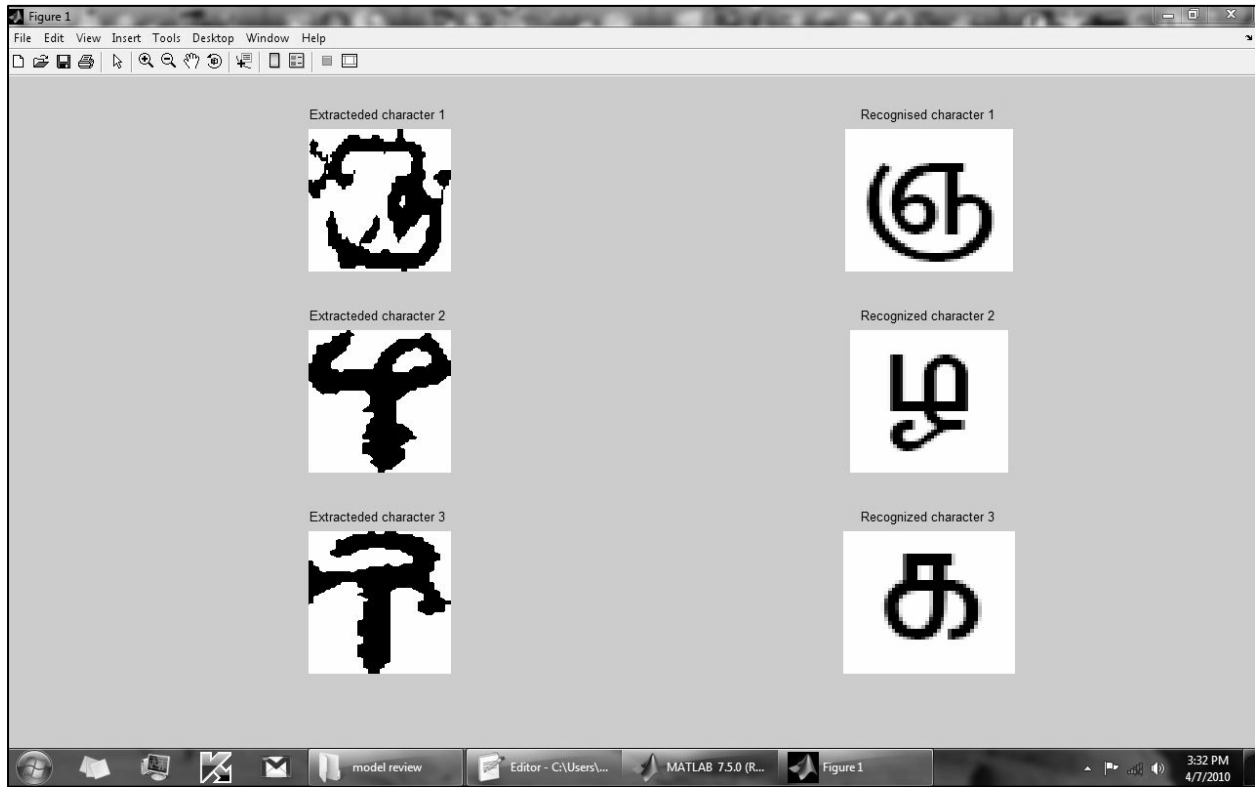 Figure 1
File Edit View Insert Tools Desktop Window Help
Extracteded character 1
Recognised character 1
ஞ
Extracteded character 2
Recognized character 2
ழ
Extracteded character 3
Recognized character 3
க
model review
Editor - C:\Users\...
MATLAB 7.5.0 (R...
Figure 1
3:32 PM
4/7/2010